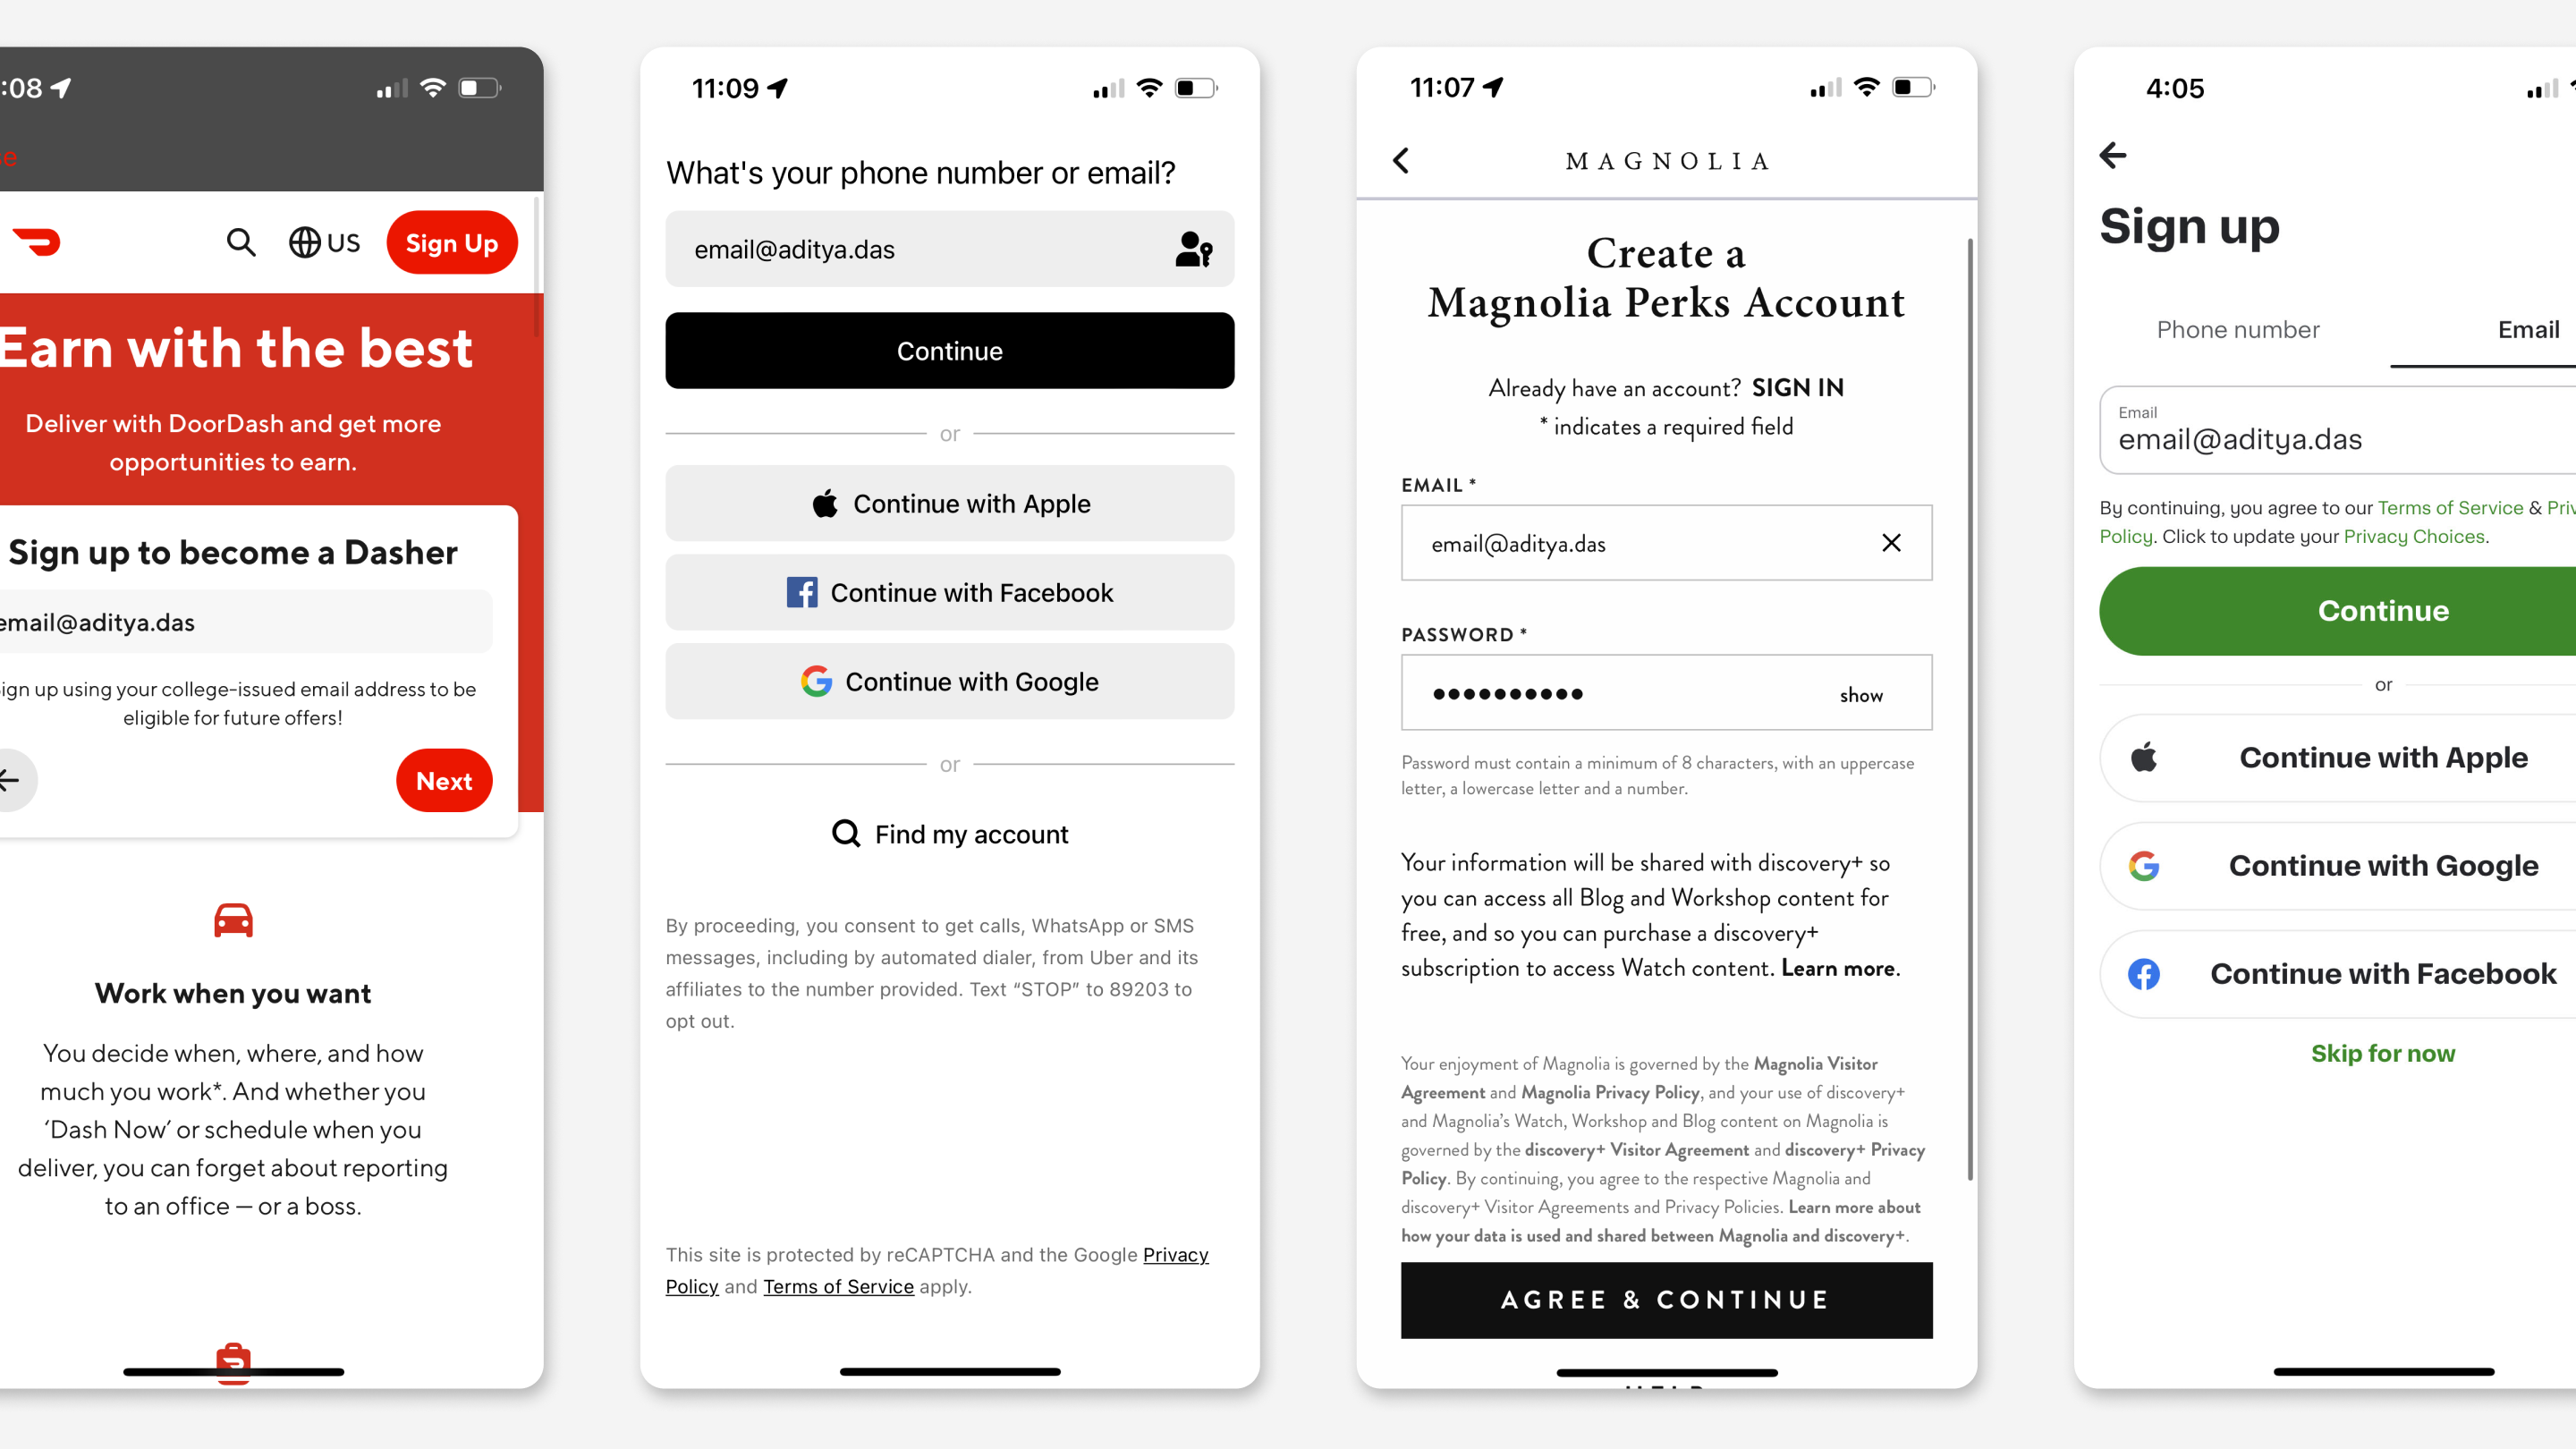 :08
se
US
Sign Up
Earn with the best
Deliver with DoorDash and get more
opportunities to earn.
Sign up to become a Dasher
email@aditya.das
ign up using your college-issued email address to be
eligible for future offers!
Next
Work when you want
You decide when, where, and how
much you work*. And whether you
‘Dash Now’ or schedule when you
deliver, you can forget about reporting
to an office — or a boss.
11:09
What's your phone number or email?
email@aditya.das
Continue
or
Continue with Apple
Continue with Facebook
Continue with Google
or
Find my account
By proceeding, you consent to get calls, WhatsApp or SMS
messages, including by automated dialer, from Uber and its
affiliates to the number provided. Text “STOP” to 89203 to
opt out.
This site is protected by reCAPTCHA and the Google Privacy
Policy and Terms of Service apply.
11:07
MAGNOLIA
Create a
Magnolia Perks Account
Already have an account? SIGN IN
* indicates a required field
EMAIL *
email@aditya.das
PASSWORD *
show
Password must contain a minimum of 8 characters, with an uppercase
letter, a lowercase letter and a number.
Your information will be shared with discovery+ so
you can access all Blog and Workshop content for
free, and so you can purchase a discovery+
subscription to access Watch content. Learn more.
Your enjoyment of Magnolia is governed by the Magnolia Visitor
Agreement and Magnolia Privacy Policy, and your use of discovery+
and Magnolia’s Watch, Workshop and Blog content on Magnolia is
governed by the discovery+ Visitor Agreement and discovery+ Privacy
Policy. By continuing, you agree to the respective Magnolia and
discovery+ Visitor Agreements and Privacy Policies. Learn more about
how your data is used and shared between Magnolia and discovery+.
AGREE & CONTINUE
4:05
Sign up
Phone number
Email
Email
email@aditya.das
By continuing, you agree to our Terms of Service & Priv
Policy. Click to update your Privacy Choices.
Continue
or
Continue with Apple
Continue with Google
Continue with Facebook
Skip for now